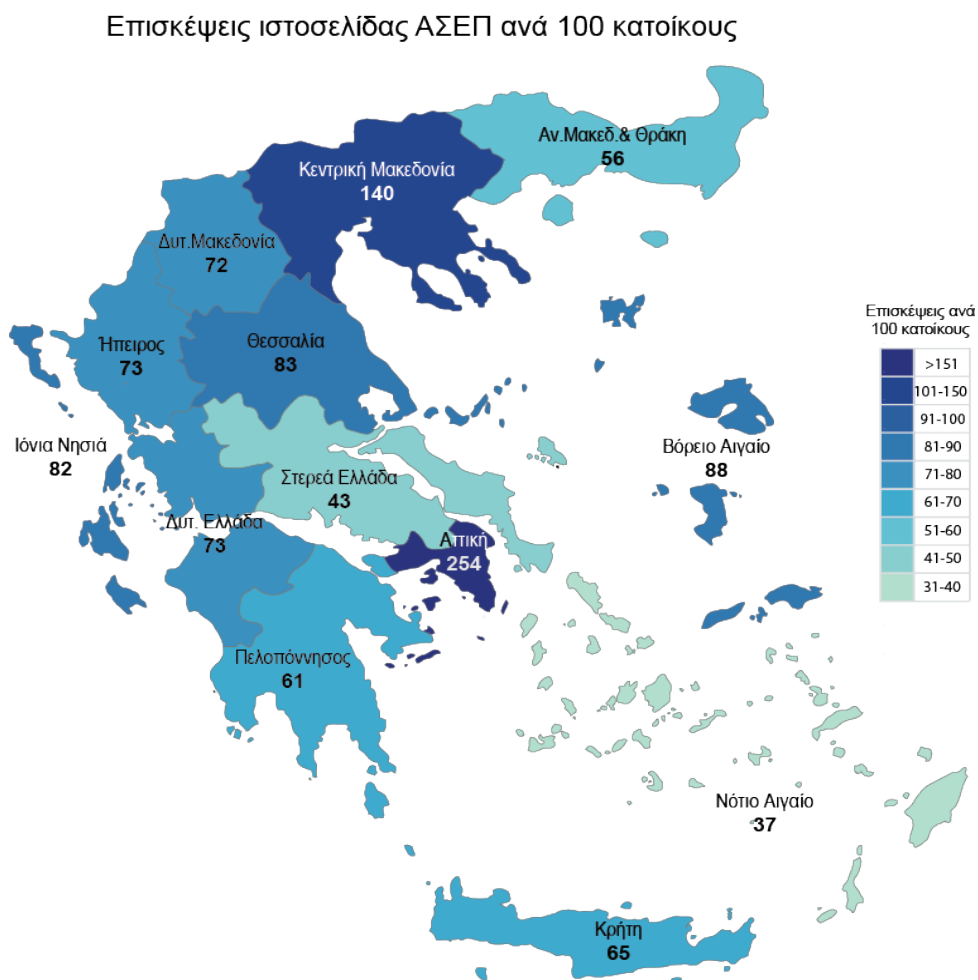 Επισκέψεις ιστοσελίδας ΑΣΕΠ ανά 100 κατοίκους
Αν.Μακεδ.& Θράκη
56
Κεντρική Μακεδονία
140
Δυτ.Μακεδονία
72
Ήπειρος
73
Θεσσαλία
83
Ιόνια Νησιά
82
Βόρειο Αιγαίο
88
Στερεά Ελλάδα
43
Δυτ. Ελλάδα
73
Αττική
254
Πελοπόννησος
61
Νότιο Αιγαίο
37
Κρήτη
65
Επισκέψεις ανά
100 κατοίκους
>151
101-150
91-100
81-90
71-80
61-70
51-60
41-50
31-40